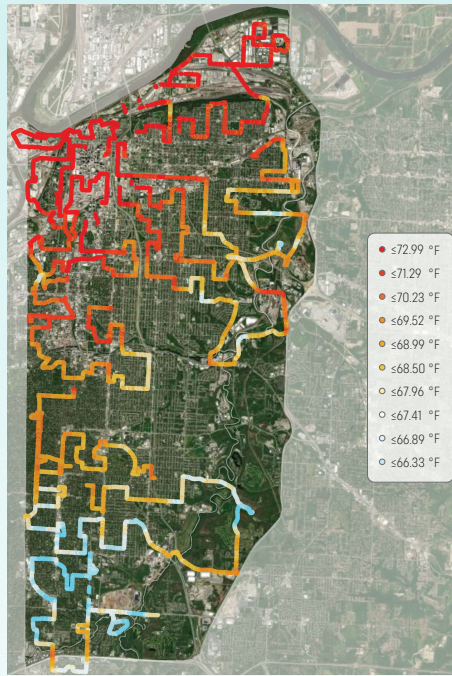 ≤72.99 °F
≤71.29 °F
≤70.23 °F
≤69.52 °F
≤68.99 °F
≤68.50 °F
≤67.96 °F
≤67.41 °F
≤66.89 °F
≤66.33 °F